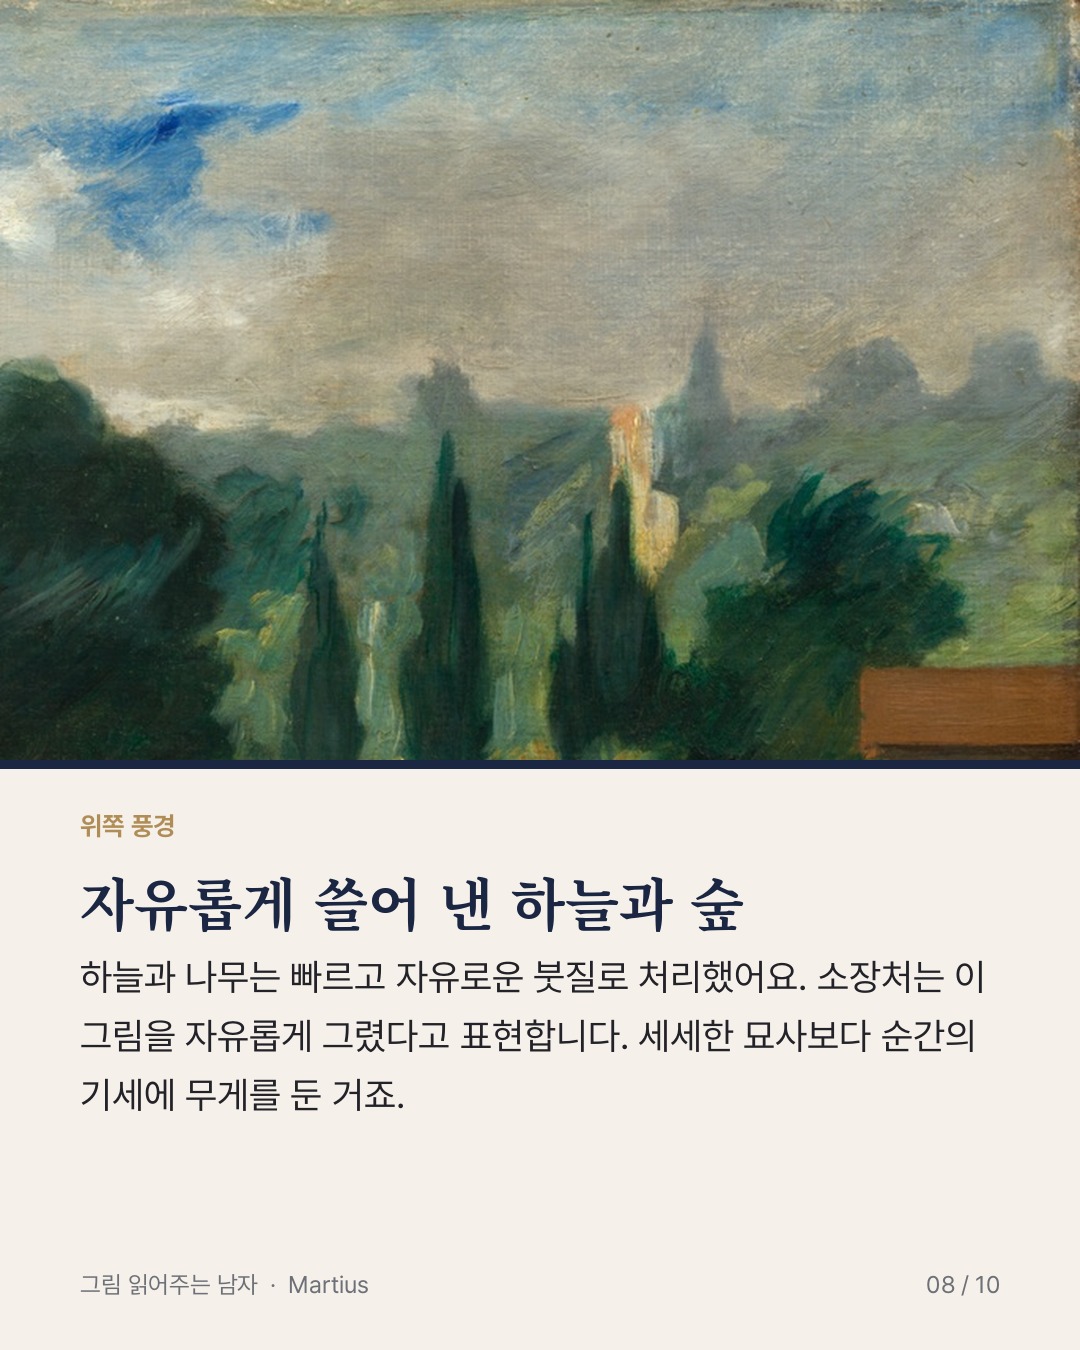 위쪽 풍경
자유롭게 쓸어 낸 하늘과 숲
하늘과 나무는 빠르고 자유로운 붓질로 처리했어요. 소장처는 이
그림을 자유롭게 그렸다고 표현합니다. 세세한 묘사보다 순간의
기세에 무게를 둔 거죠.
그림 읽어주는 남자 · Martius
08 / 10